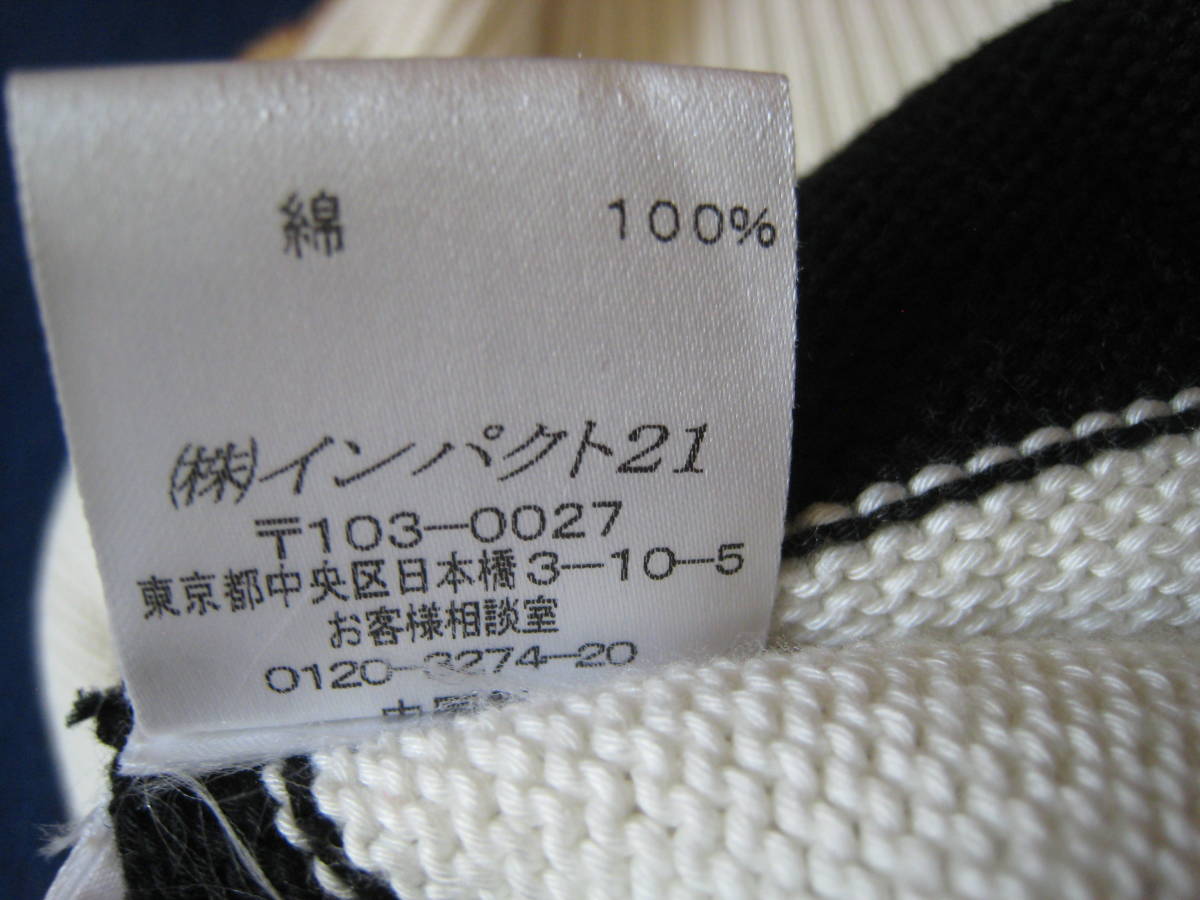 綿 100%
㈱インパクト21
〒103-0027
東京都中央区日本橋3-10-5
お客様相談室
0120-3274-20